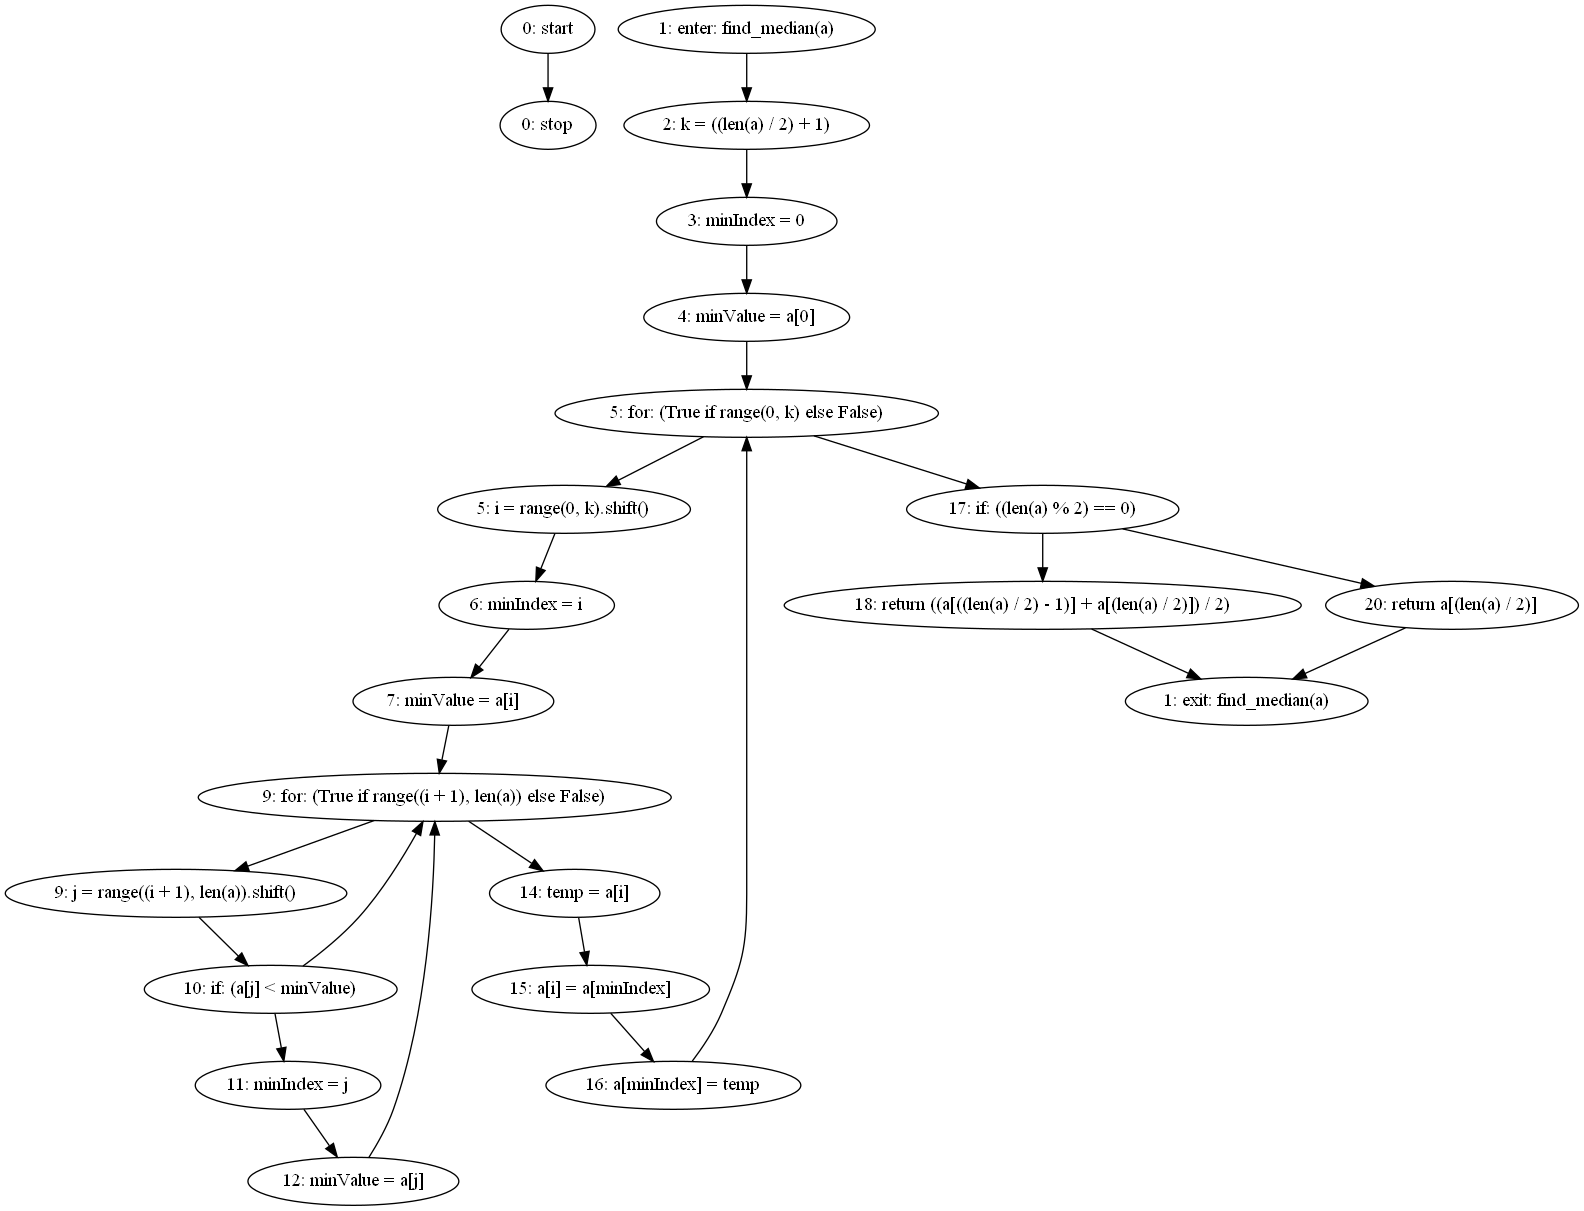 0: start
1: enter: find_median(a)
0: stop
2: k = ((len(a) / 2) + 1)
3: minIndex = 0
4: minValue = a[0]
5: for: (True if range(0, k) else False)
5: i = range(0, k).shift()
17: if: ((len(a) % 2) == 0)
6: minIndex = i
18: return ((a[((len(a) / 2) - 1)] + a[(len(a) / 2)]) / 2)
20: return a[(len(a) / 2)]
7: minValue = a[i]
1: exit: find_median(a)
9: for: (True if range((i + 1), len(a)) else False)
9: j = range((i + 1), len(a)).shift()
14: temp = a[i]
10: if: (a[j] < minValue)
15: a[i] = a[minIndex]
11: minIndex = j
16: a[minIndex] = temp
12: minValue = a[j]